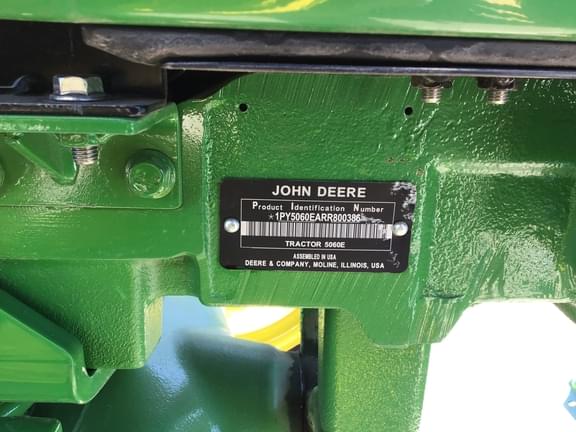 JOHN DEERE
Product Identification Number
*1PY5060EARR800386*
TRACTOR 5060E
ASSEMBLED IN USA
DEERE & COMPANY, MOLINE, ILLINOIS, USA